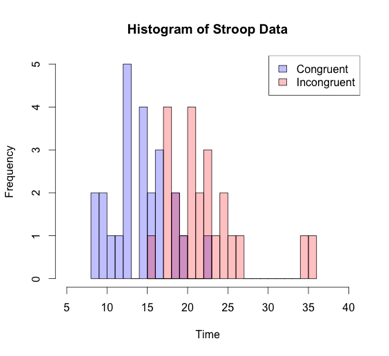 Histogram of Stroop Data
Congruent
Incongruent
Frequency
5
4
3
2
1
0
5 10 15 20 25 30 35 40
Time